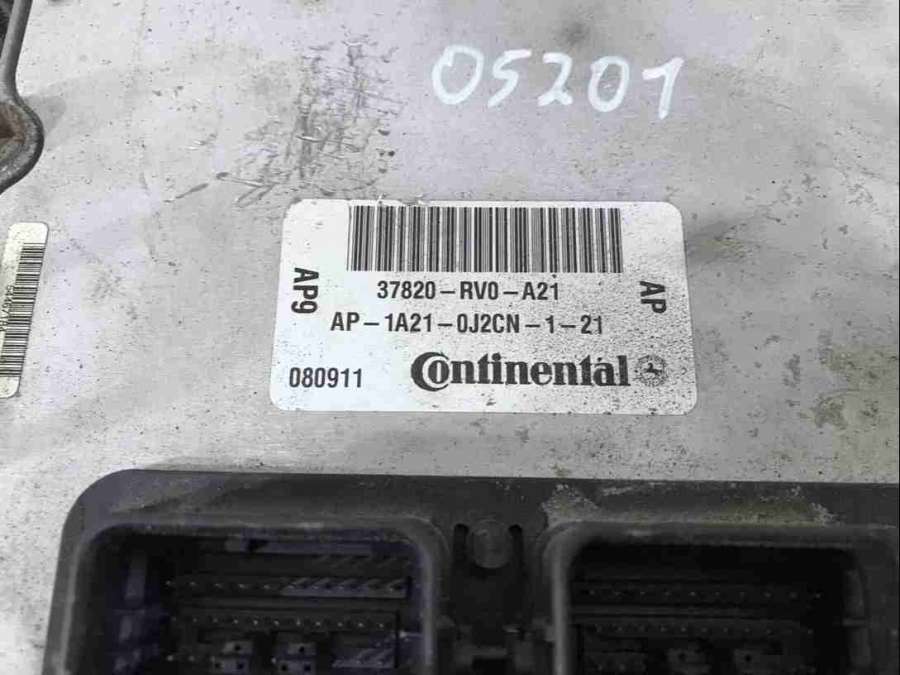 05201
AP9
37820-RV0-A21
AP
AP-1A21-0J2CN-1-21
080911
Continental